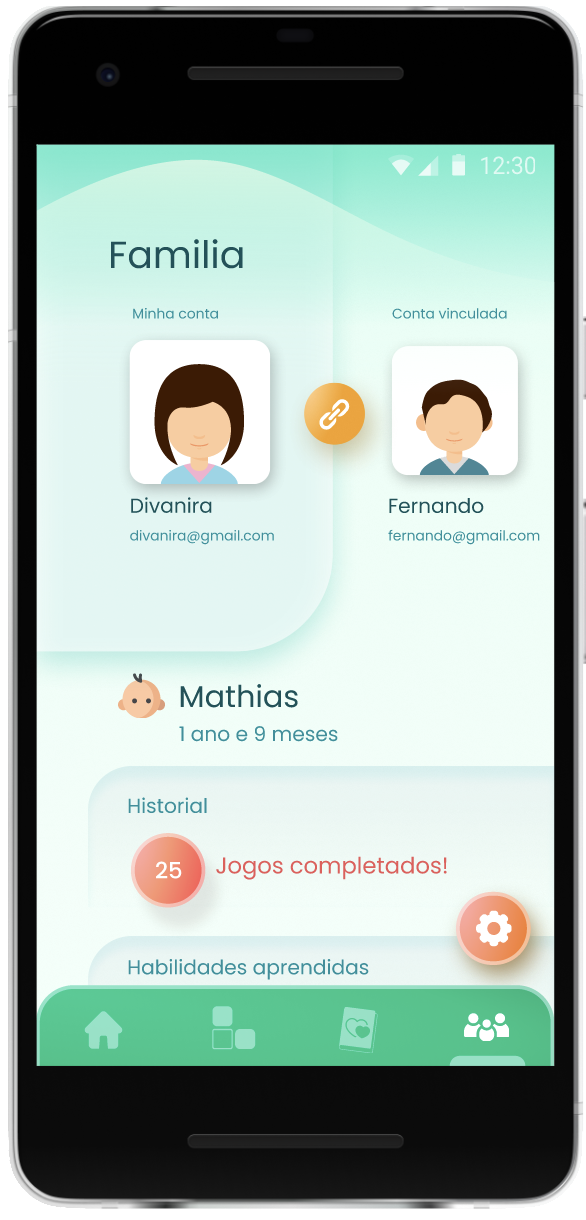 12:30
Familia
Minha conta
Conta vinculada
Divanira
Fernando
divanira@gmail.com
fernando@gmail.com
Mathias
1 ano e 9 meses
Historial
25
Jogos completados!
Habilidades aprendidas